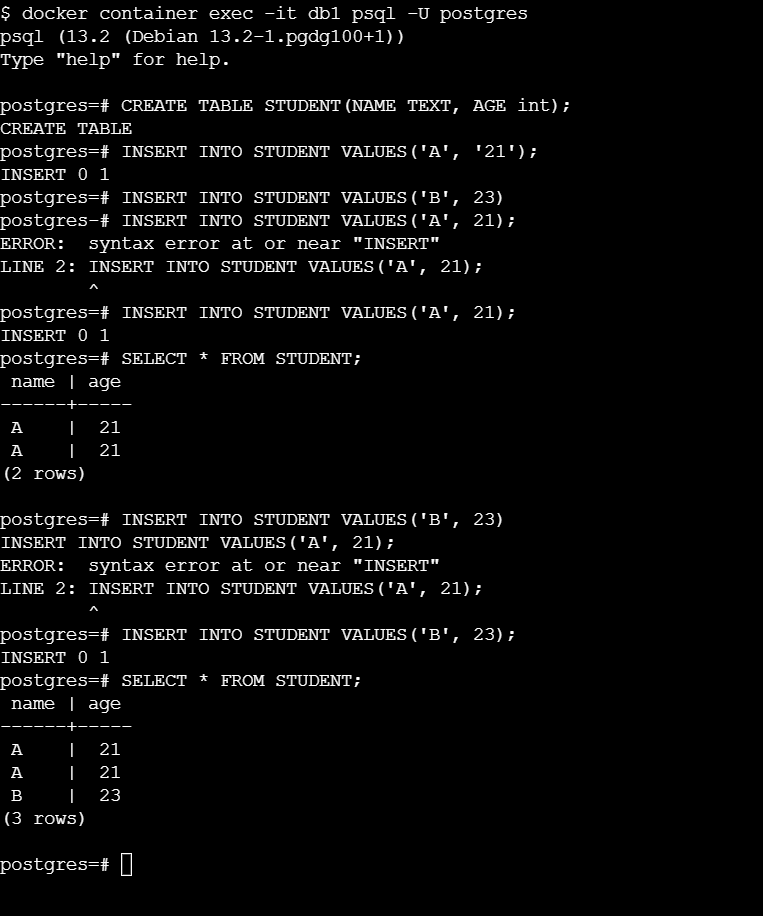 $ docker container exec -it db1 psql -U postgres
psql (13.2 (Debian 13.2-1.pgdg100+1))
Type "help" for help.

postgres=# CREATE TABLE STUDENT(NAME TEXT, AGE int);
CREATE TABLE
postgres=# INSERT INTO STUDENT VALUES('A', '21');
INSERT 0 1
postgres=# INSERT INTO STUDENT VALUES('B', 23)
postgres-# INSERT INTO STUDENT VALUES('A', 21);
ERROR:  syntax error at or near "INSERT"
LINE 2: INSERT INTO STUDENT VALUES('A', 21);
        ^
postgres=# INSERT INTO STUDENT VALUES('A', 21);
INSERT 0 1
postgres=# SELECT * FROM STUDENT;
 name | age
------+-----
 A    |  21
 A    |  21
(2 rows)

postgres=# INSERT INTO STUDENT VALUES('B', 23)
INSERT INTO STUDENT VALUES('A', 21);
ERROR:  syntax error at or near "INSERT"
LINE 2: INSERT INTO STUDENT VALUES('A', 21);
        ^
postgres=# INSERT INTO STUDENT VALUES('B', 23);
INSERT 0 1
postgres=# SELECT * FROM STUDENT;
 name | age
------+-----
 A    |  21
 A    |  21
 B    |  23
(3 rows)

postgres=#